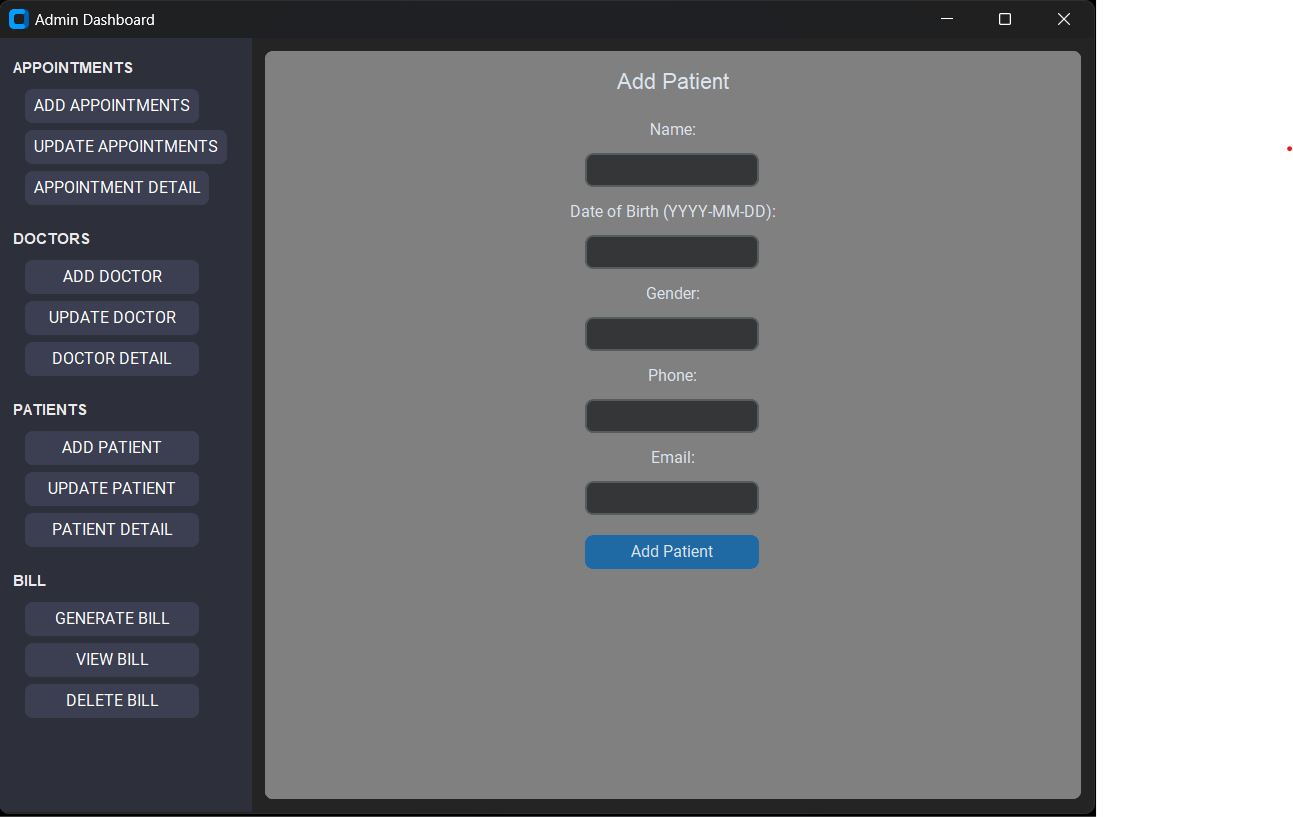 Admin Dashboard
APPOINTMENTS
ADD APPOINTMENTS
UPDATE APPOINTMENTS
APPOINTMENT DETAIL
DOCTORS
ADD DOCTOR
UPDATE DOCTOR
DOCTOR DETAIL
PATIENTS
ADD PATIENT
UPDATE PATIENT
PATIENT DETAIL
BILL
GENERATE BILL
VIEW BILL
DELETE BILL
Add Patient
Name:
Date of Birth (YYYY-MM-DD):
Gender:
Phone:
Email:
Add Patient